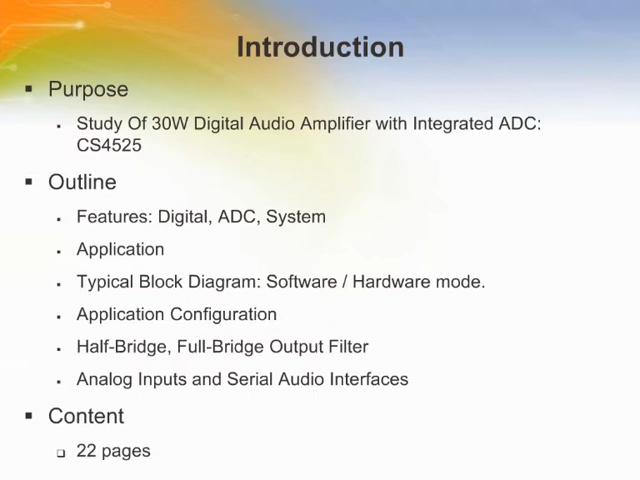 Introduction
Purpose
Study Of 30W Digital Audio Amplifier with Integrated ADC:
CS4525
Outline
Features: Digital, ADC, System
Application
Typical Block Diagram: Software / Hardware mode.
Application Configuration
Half-Bridge, Full-Bridge Output Filter
Analog Inputs and Serial Audio Interfaces
Content
22 pages